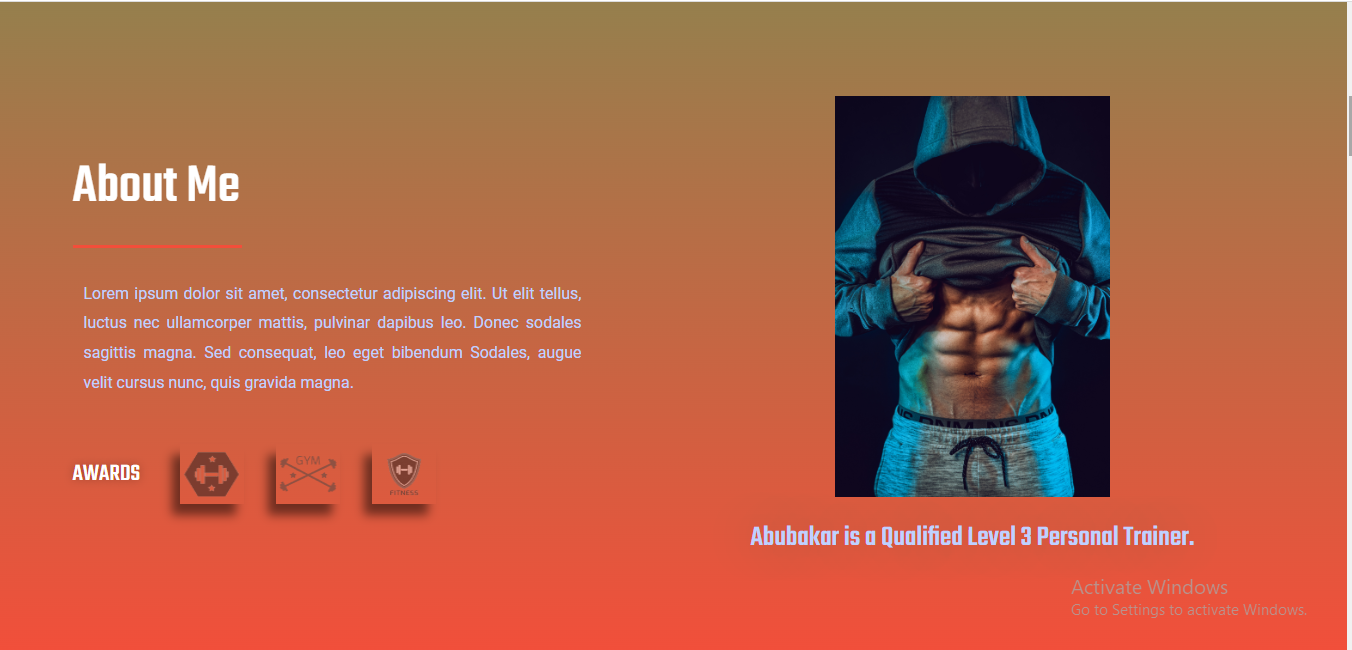 About Me
Lorem ipsum dolor sit amet, consectetur adipiscing elit. Ut elit tellus,
luctus nec ullamcorper mattis, pulvinar dapibus leo. Donec sodales
sagittis magna. Sed consequat, leo eget bibendum Sodales, augue
velit cursus nunc, quis gravida magna.
AWARDS
GYM
FITNESS
Abubakar is a Qualified Level 3 Personal Trainer.
Activate Windows
Go to Settings to activate Windows.